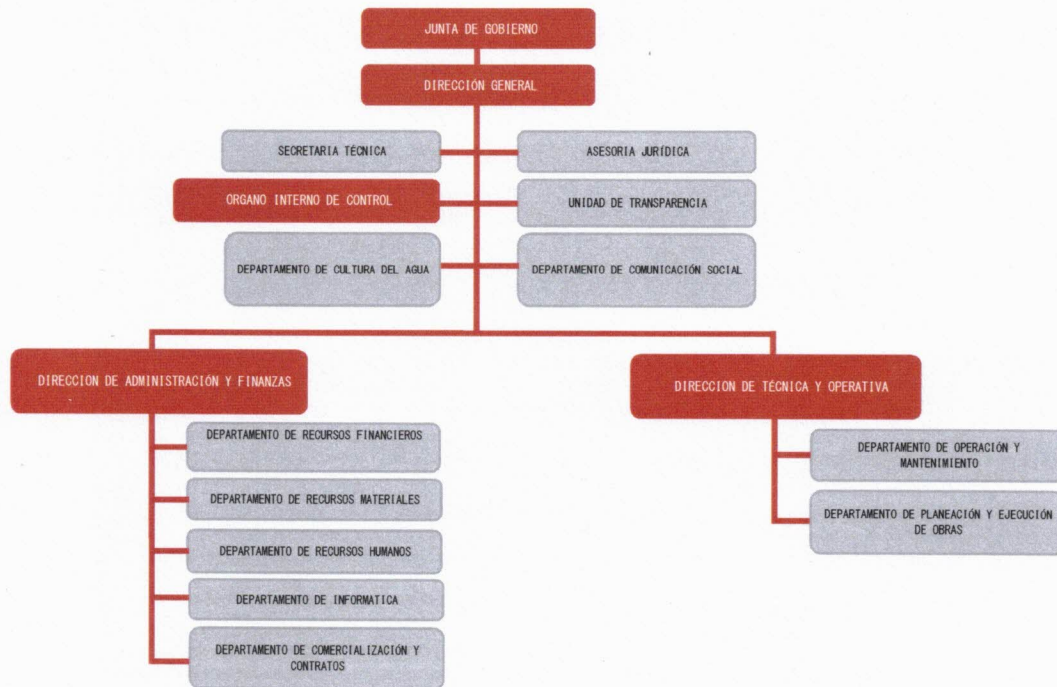 JUNTA DE GOBIERNO
DIRECCIÓN GENERAL
SECRETARIA TÉCNICA
ASESORIA JURÍDICA
ORGANO INTERNO DE CONTROL
UNIDAD DE TRANSPARENCIA
DEPARTAMENTO DE CULTURA DEL AGUA
DEPARTAMENTO DE COMUNICACIÓN SOCIAL
DIRECCION DE ADMINISTRACIÓN Y FINANZAS
DEPARTAMENTO DE RECURSOS FINANCIEROS
DEPARTAMENTO DE RECURSOS MATERIALES
DEPARTAMENTO DE RECURSOS HUMANOS
DEPARTAMENTO DE INFORMATICA
DEPARTAMENTO DE COMERCIALIZACIÓN Y
CONTRATOS
DIRECCION DE TÉCNICA Y OPERATIVA
DEPARTAMENTO DE OPERACIÓN Y
MANTENIMIENTO
DEPARTAMENTO DE PLANEACIÓN Y EJECUCIÓN
DE OBRAS